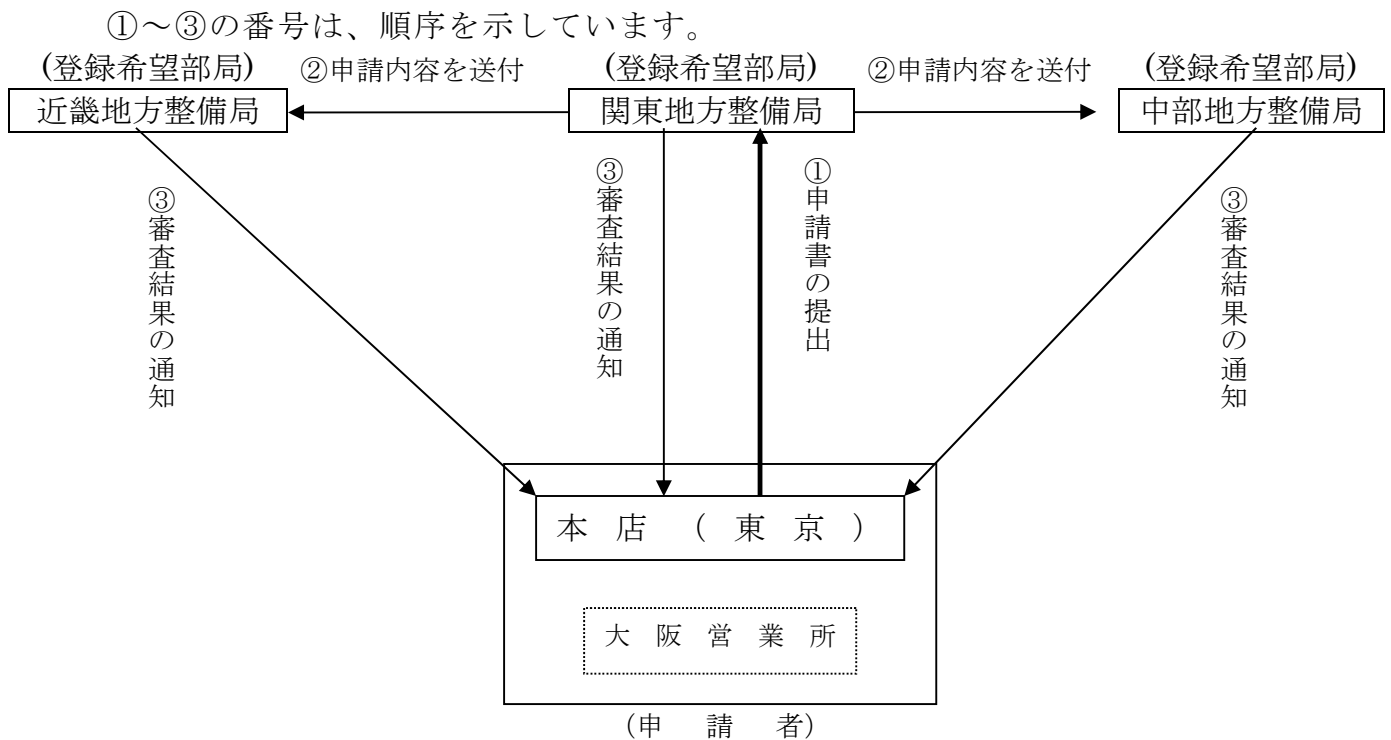 ①～③の番号は、順序を示しています。
(登録希望部局)
②申請内容を送付
(登録希望部局)
②申請内容を送付
(登録希望部局)
近畿地方整備局
関東地方整備局
中部地方整備局
③審査結果の通知
③審査結果の通知
①申請書の提出
③審査結果の通知
本店（東京）
大阪営業所
(申請者)